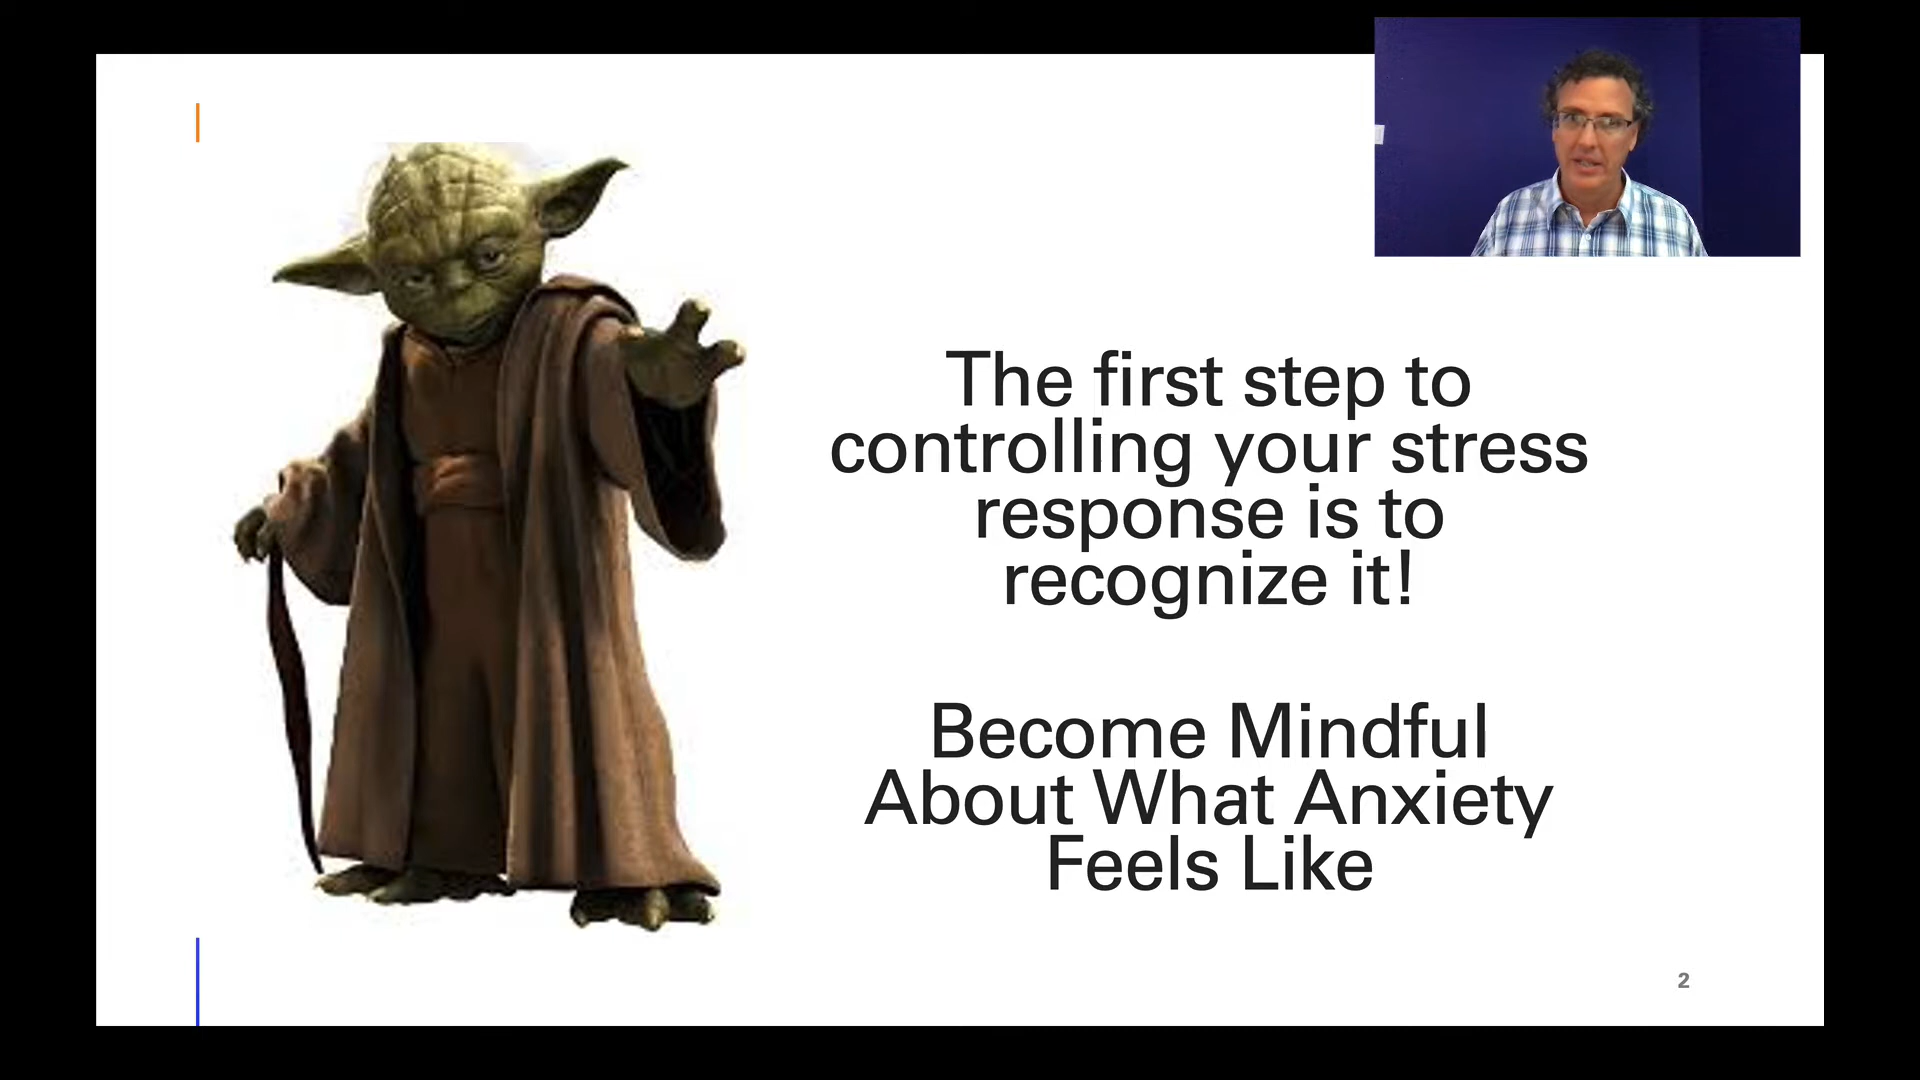 The first step to
controlling your stress
response is to
recognize it!
Become Mindful
About What Anxiety
Feels Like
2